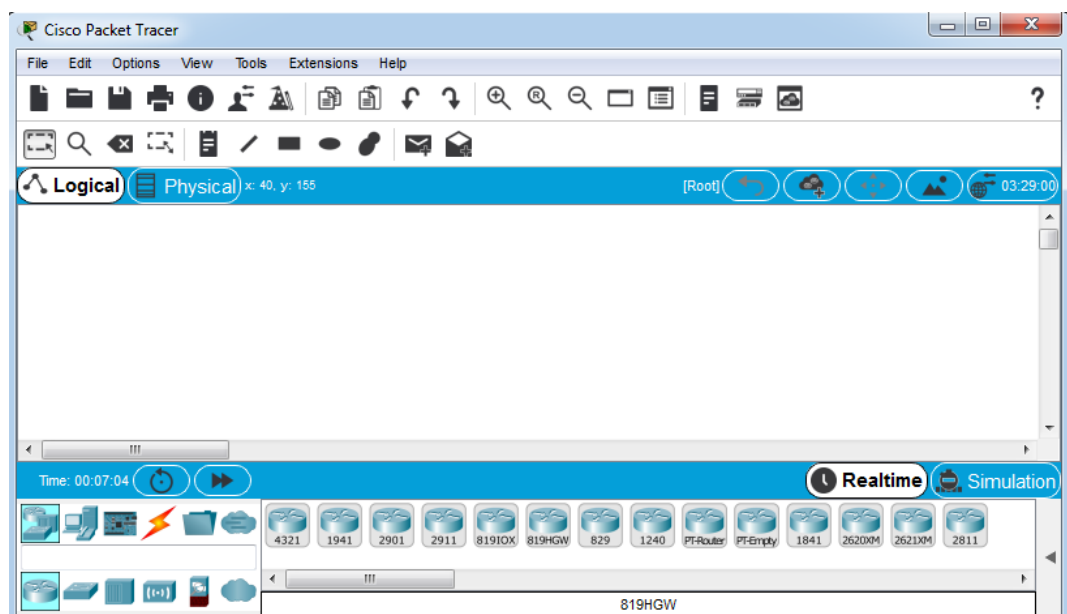 Cisco Packet Tracer
File Edit Options View Tools Extensions Help
Logical Physical x: 40, y: 155 [Root] 03:29:00
Time: 00:07:04 Realtime Simulation
4321 1941 2901 2911 819IOX 819HGW 829 1240 PT-Router PT-Empty 1841 2620XM 2621XM 2811
819HGW